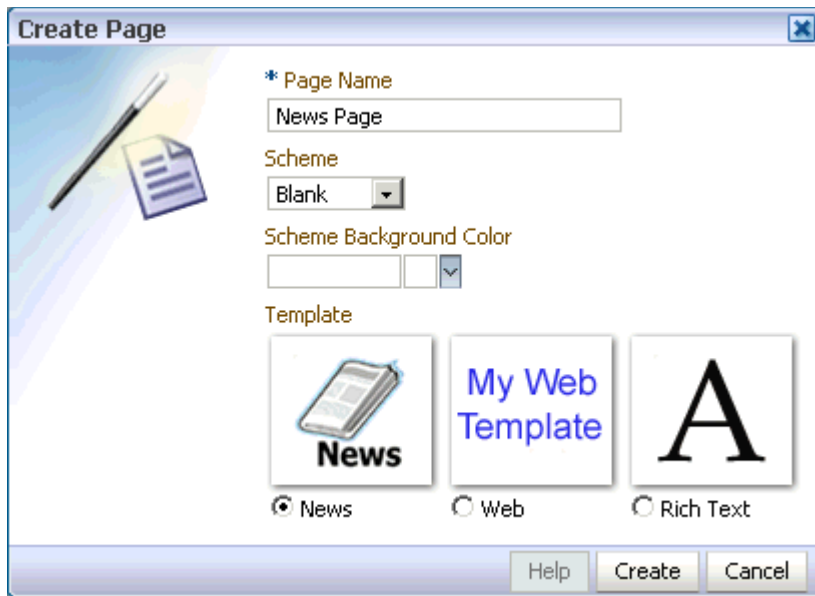 Create Page
* Page Name
News Page
Scheme
Blank
Scheme Background Color
Template
News My Web Template A
News Web Rich Text
Help Create Cancel